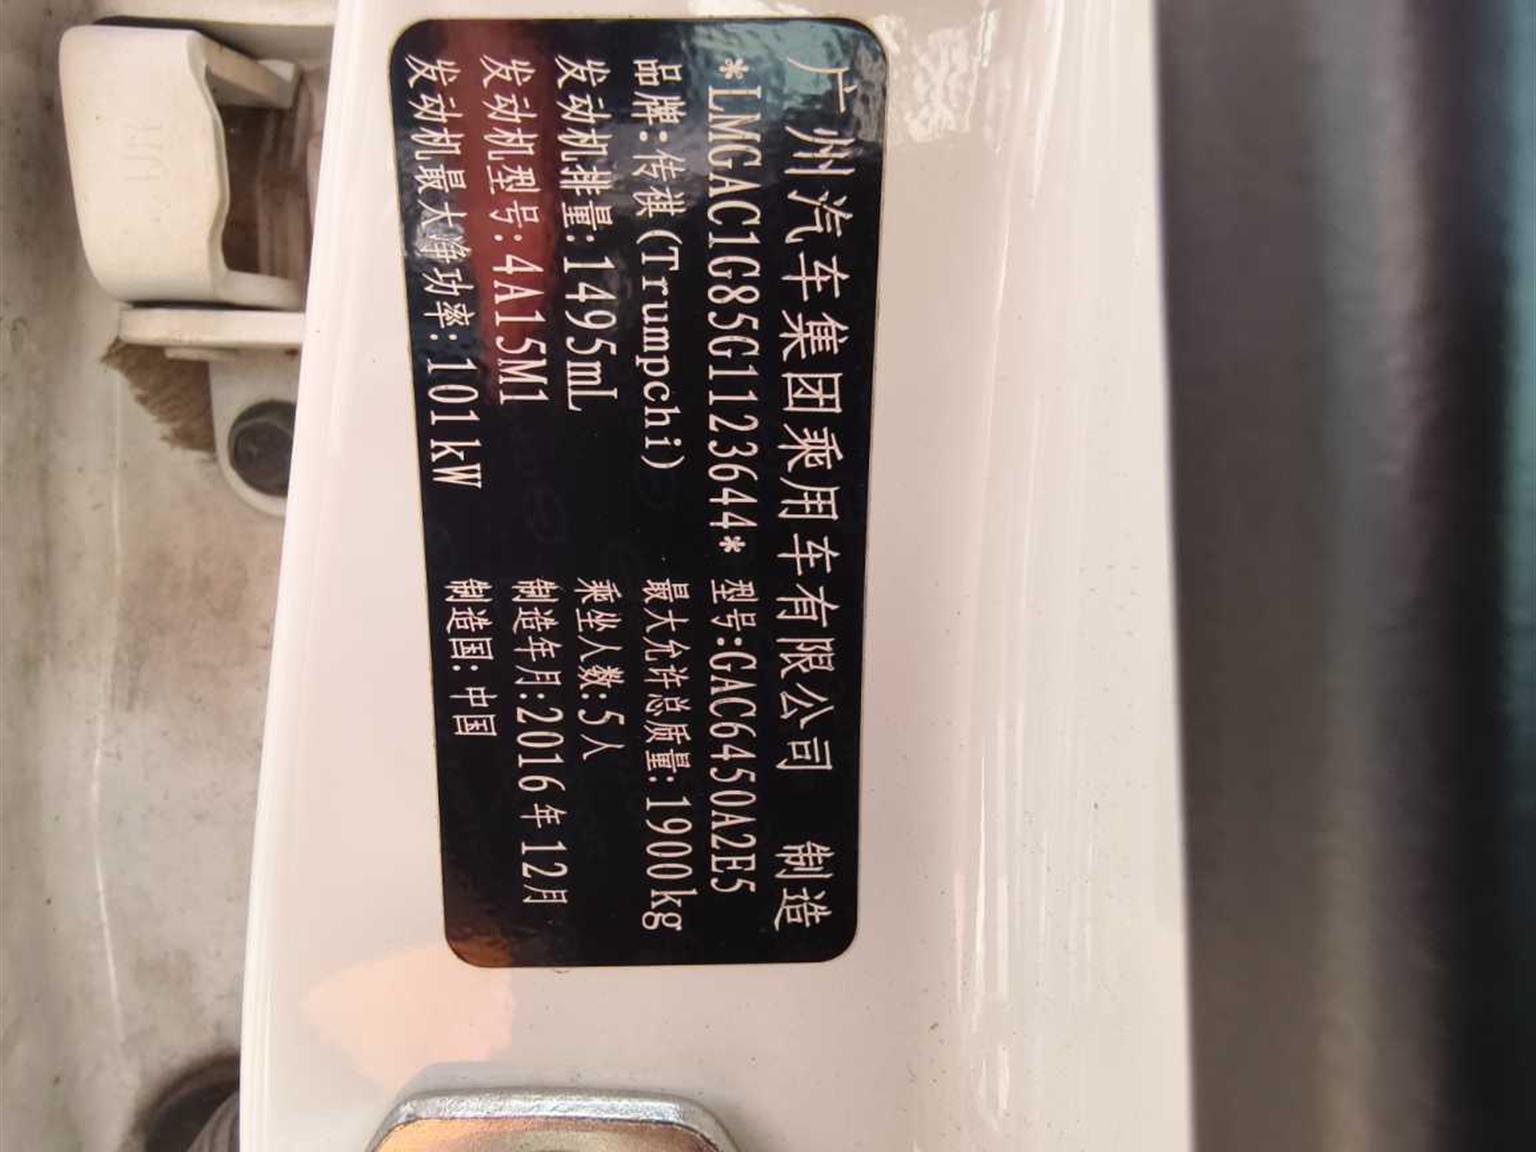 广州汽车集团乘用车有限公司 制造
*LMGAC1G85G1123644* 型号:GAC6450A2E5
品牌:传祺(Trumpchi) 最大允许总质量:1900kg
发动机排量:1495mL 乘坐人数:5人
发动机型号:4A15M1 制造年月:2016年12月
发动机最大净功率:101kW 制造国:中国